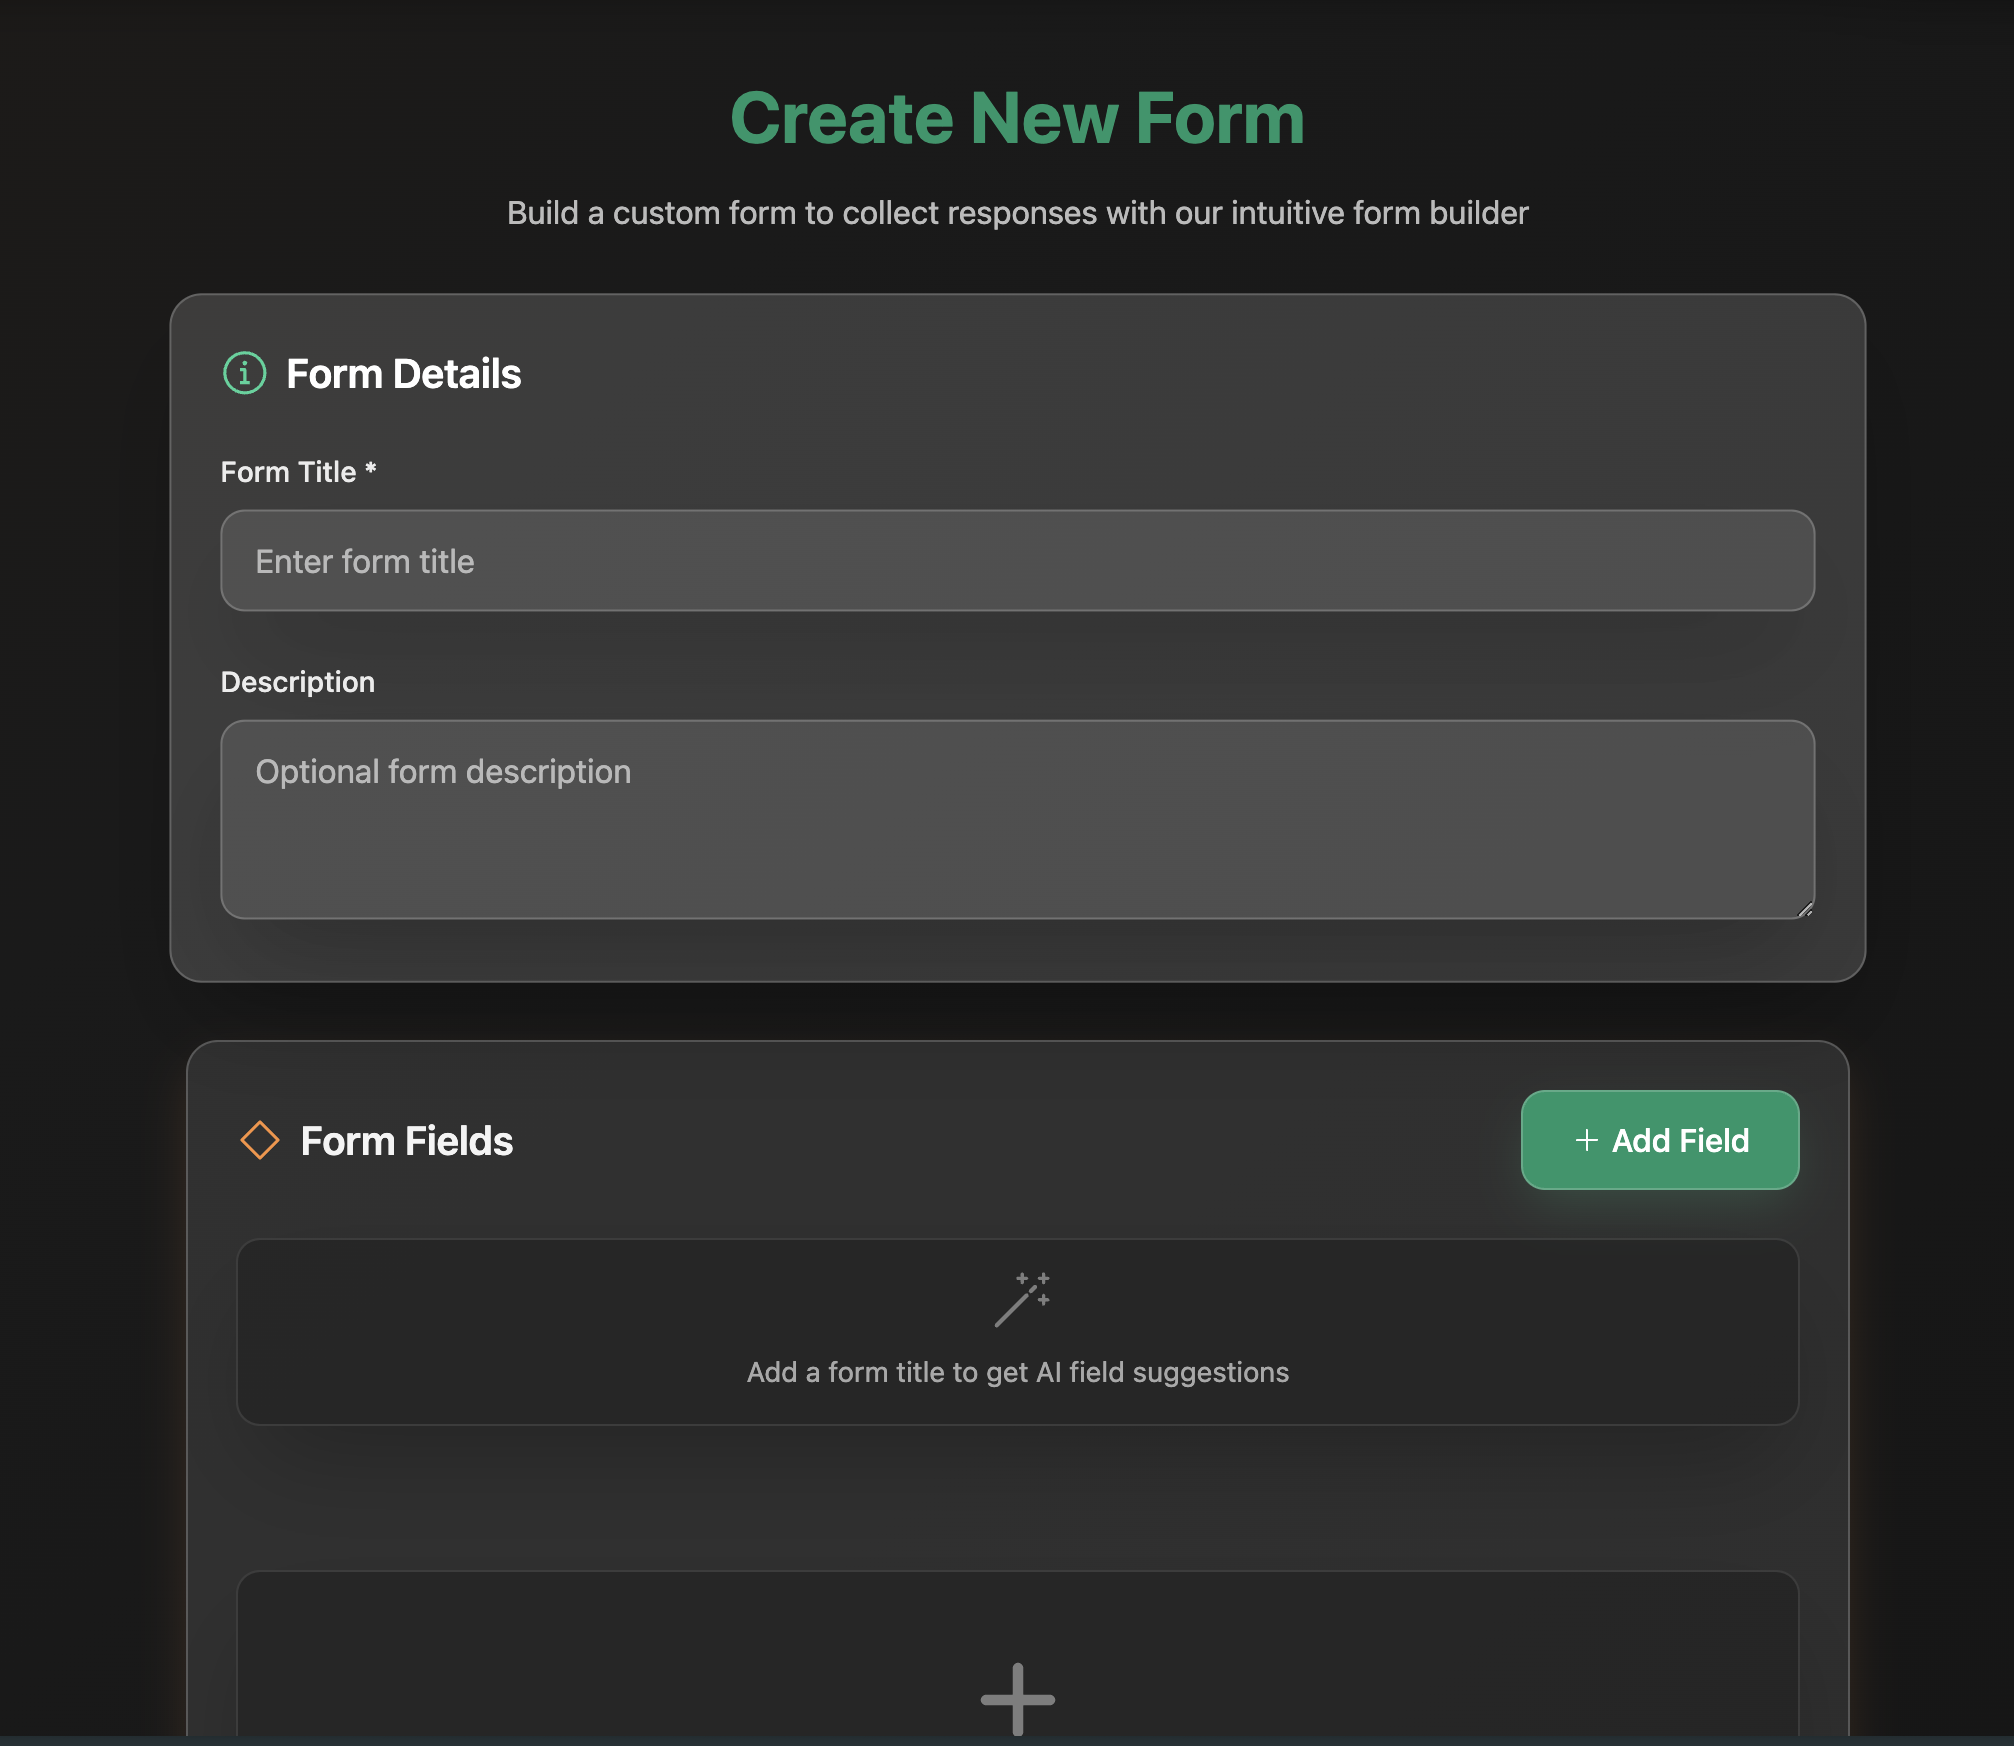 Create New Form
Build a custom form to collect responses with our intuitive form builder
Form Details
Form Title *
Enter form title
Description
Optional form description
Form Fields
+ Add Field
Add a form title to get AI field suggestions